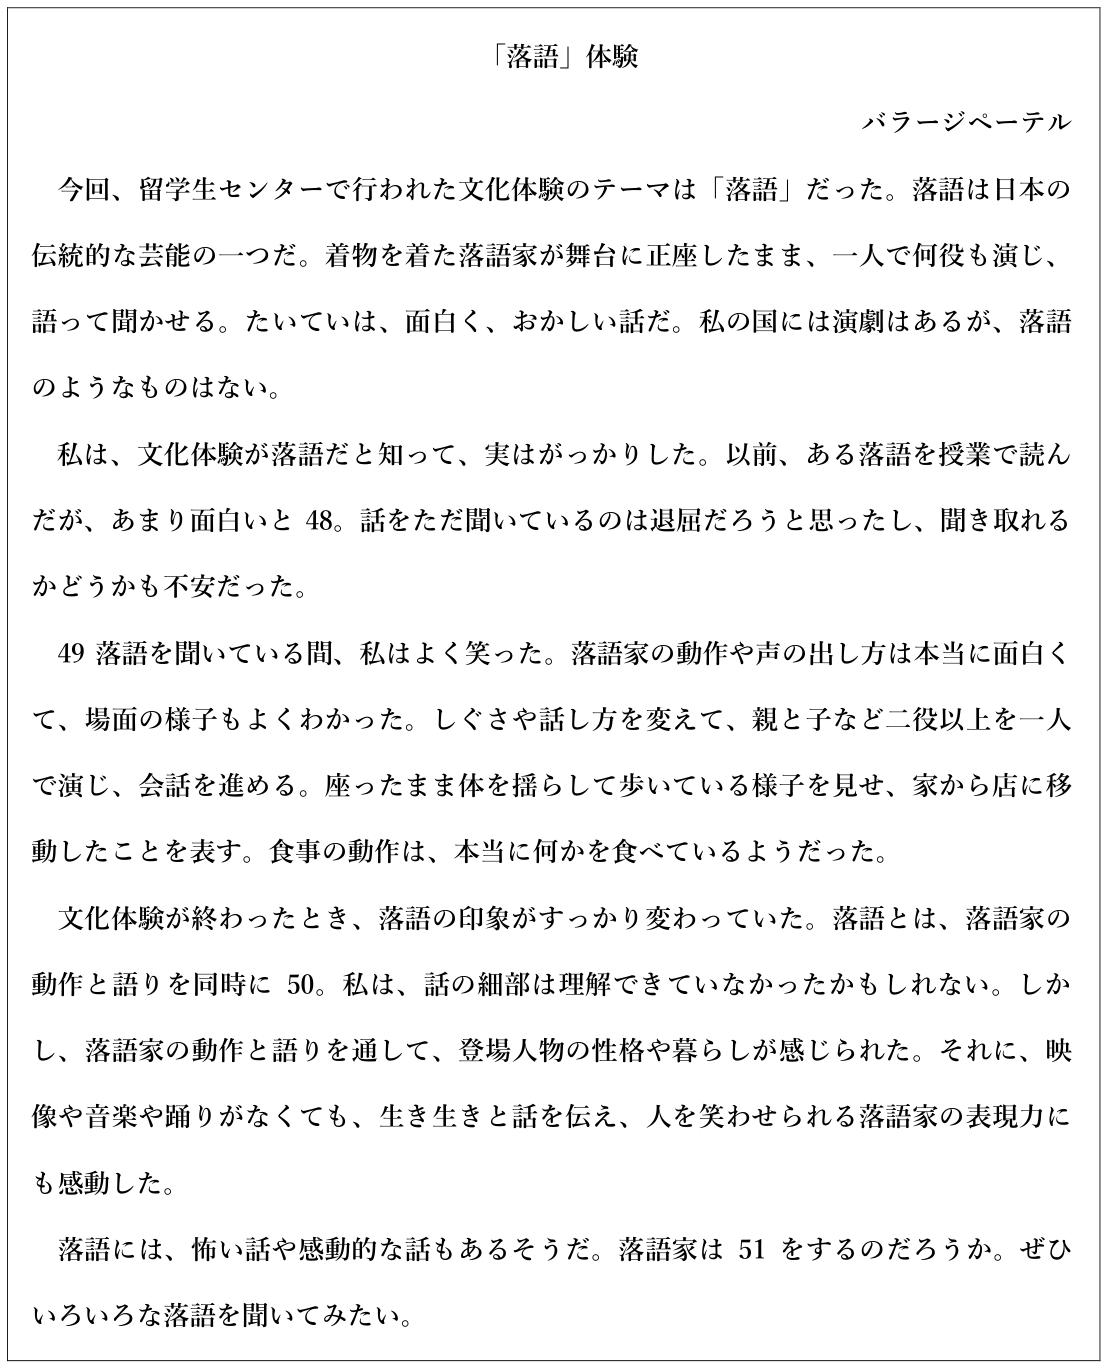 「落語」体験
バラージペーテル
今回、留学生センターで行われた文化体験のテーマは「落語」だった。落語は日本の
伝統的な芸能の一つだ。着物を着た落語家が舞台に正座したまま、一人で何役も演じ、
語って聞かせる。たいていは、面白く、おかしい話だ。私の国には演劇はあるが、落語
のようなものはない。
私は、文化体験が落語だと知って、実はがっかりした。以前、ある落語を授業で読ん
だが、あまり面白いと 48。話をただ聞いているのは退屈だろうと思ったし、聞き取れる
かどうかも不安だった。
49 落語を聞いている間、私はよく笑った。落語家の動作や声の出し方は本当に面白く
て、場面の様子もよくわかった。しぐさや話し方を変えて、親と子など二役以上を一人
で演じ、会話を進める。座ったまま体を揺らして歩いている様子を見せ、家から店に移
動したことを表す。食事の動作は、本当に何かを食べているようだった。
文化体験が終わったとき、落語の印象がすっかり変わっていた。落語とは、落語家の
動作と語りを同時に 50。私は、話の細部は理解できていなかったかもしれない。しか
し、落語家の動作と語りを通して、登場人物の性格や暮らしが感じられた。それに、映
像や音楽や踊りがなくても、生き生きと話を伝え、人を笑わせられる落語家の表現力に
も感動した。
落語には、怖い話や感動的な話もあるそうだ。落語家は 51 をするのだろうか。ぜひ
いろいろな落語を聞いてみたい。